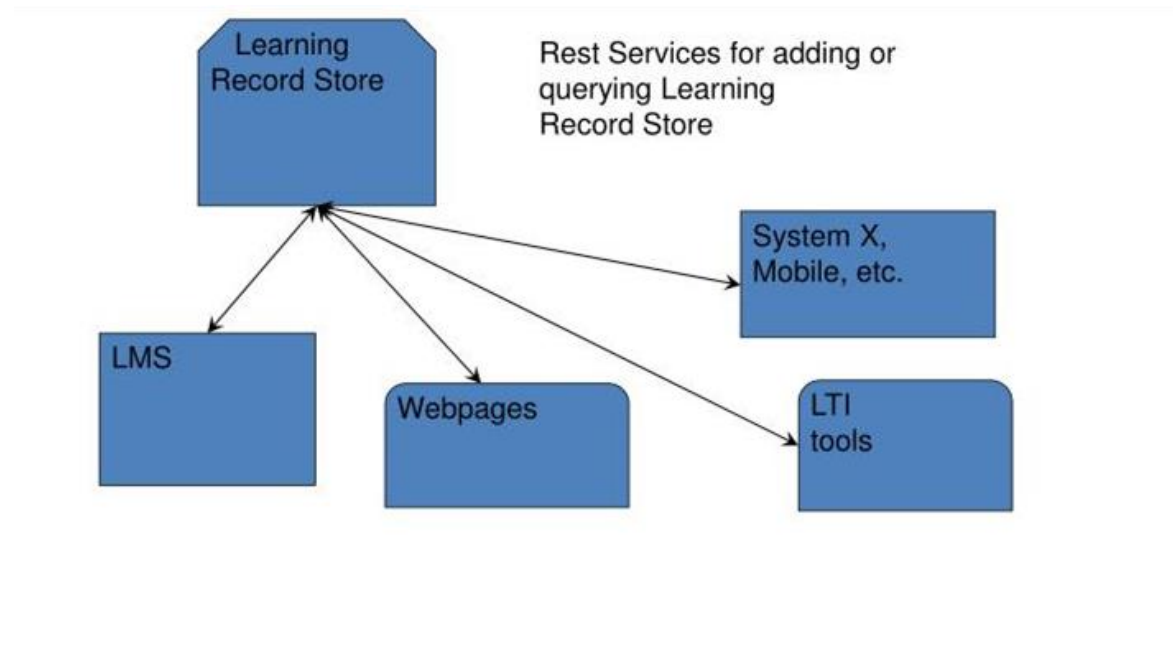 Learning
Record Store
Rest Services for adding or
querying Learning
Record Store
System X,
Mobile, etc.
LMS
Webpages
LTI
tools